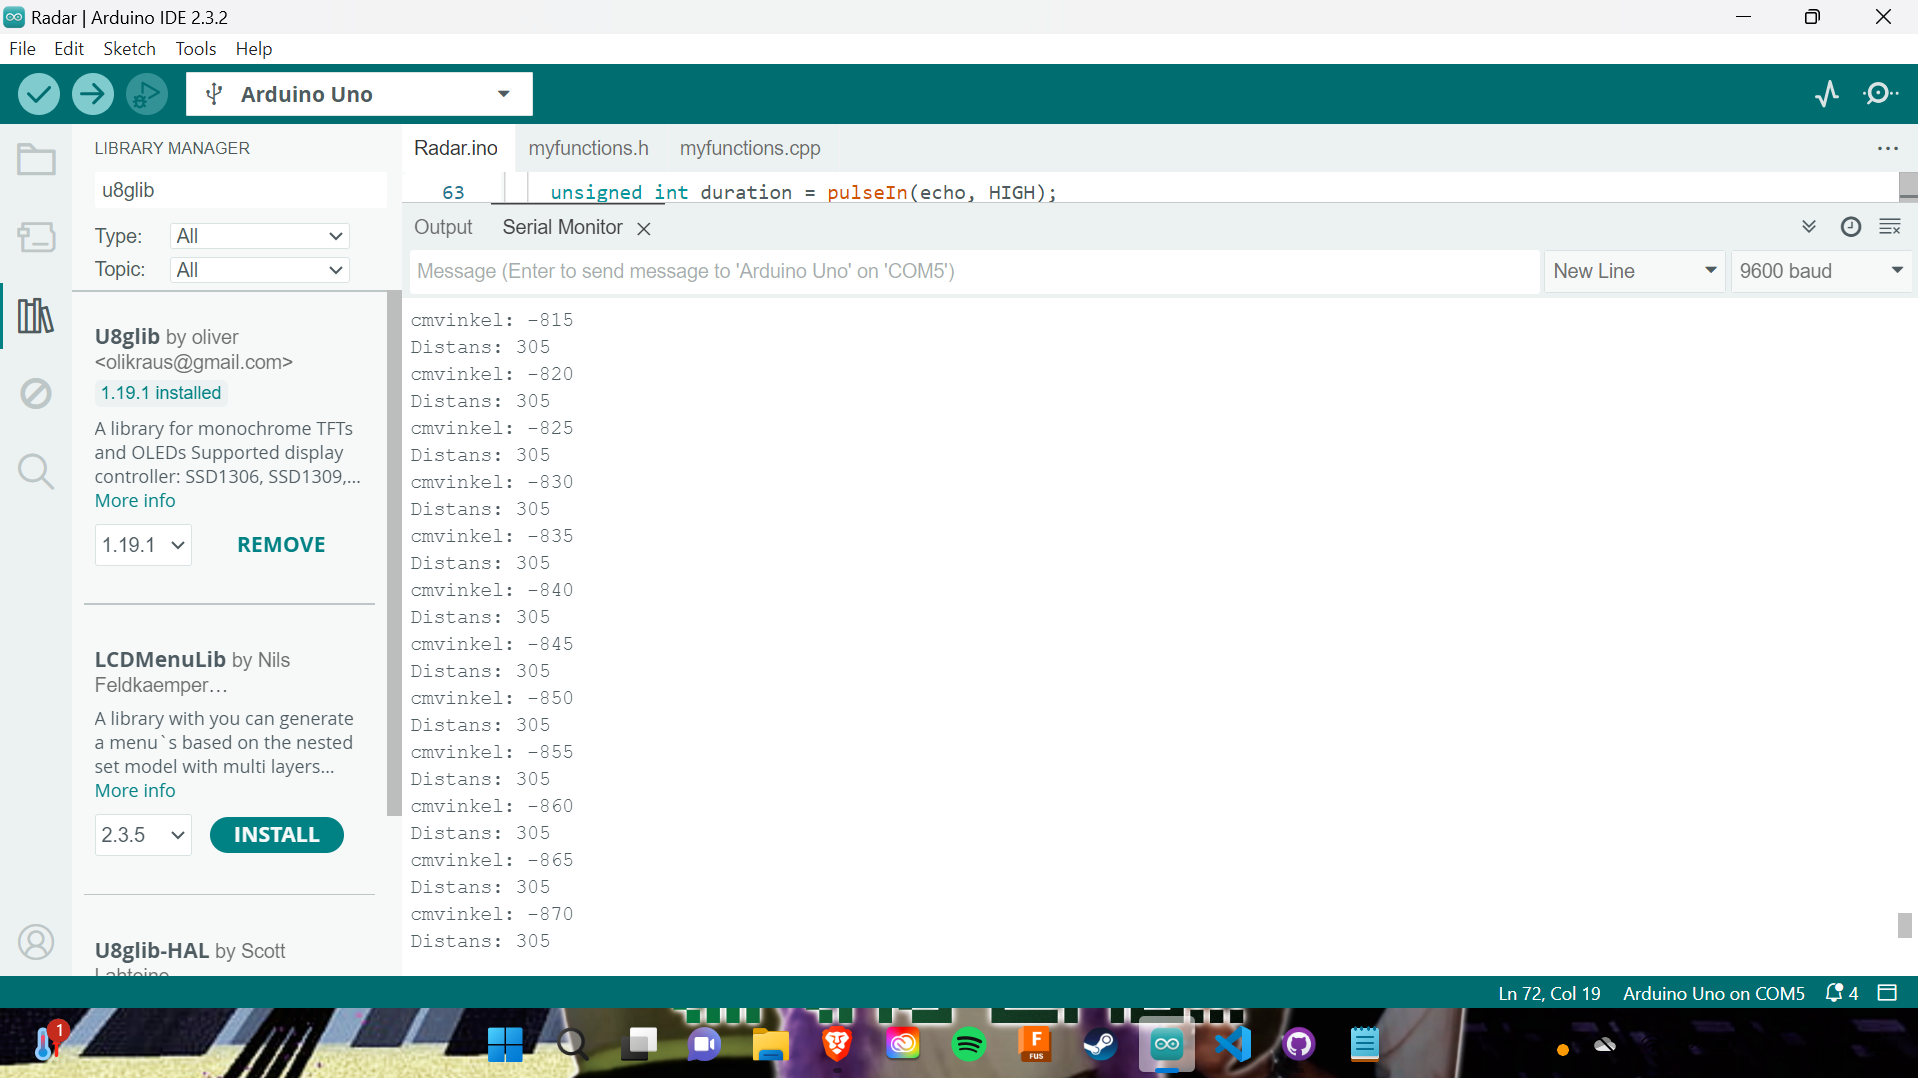 Radar | Arduino IDE 2.3.2
File Edit Sketch Tools Help
Arduino Uno
LIBRARY MANAGER
u8glib
Type: All
Topic: All
U8glib by oliver
<olikraus@gmail.com>
1.19.1 installed
A library for monochrome TFTs
and OLEDs Supported display
controller: SSD1306, SSD1309,...
More info
1.19.1 REMOVE
LCDMenuLib by Nils
Feldkaemper...
A library with you can generate
a menu`s based on the nested
set model with multi layers...
More info
2.3.5 INSTALL
U8glib-HAL by Scott
Lahteine
Radar.ino myfunctions.h myfunctions.cpp
63 unsigned int duration = pulseIn(echo, HIGH);
Output Serial Monitor
Message (Enter to send message to 'Arduino Uno' on 'COM5') New Line 9600 baud
cmvinkel: -815
Distans: 305
cmvinkel: -820
Distans: 305
cmvinkel: -825
Distans: 305
cmvinkel: -830
Distans: 305
cmvinkel: -835
Distans: 305
cmvinkel: -840
Distans: 305
cmvinkel: -845
Distans: 305
cmvinkel: -850
Distans: 305
cmvinkel: -855
Distans: 305
cmvinkel: -860
Distans: 305
cmvinkel: -865
Distans: 305
cmvinkel: -870
Distans: 305
Ln 72, Col 19 Arduino Uno on COM5 4
1
F
FUS